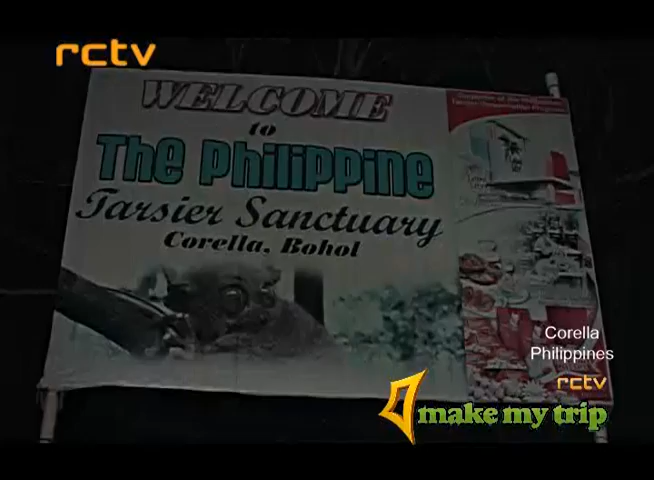 rctv
WELCOME
to
The Philippine
Tarsier Sanctuary
Corella, Bohol
Corella
Philippines
rctv
make my trip